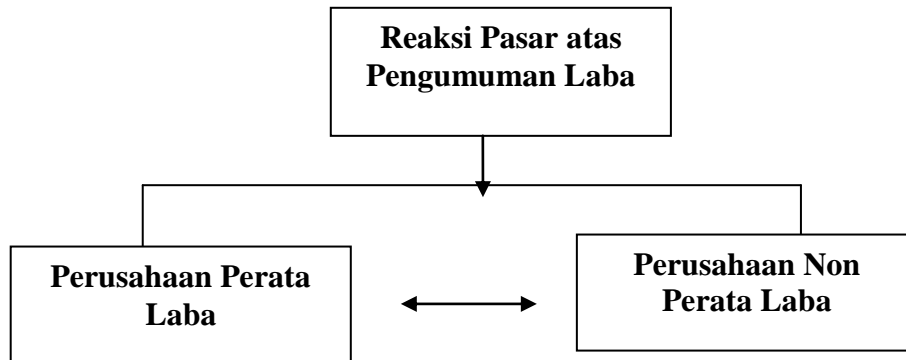 Reaksi Pasar atas
Pengumuman Laba
Perusahaan Perata
Laba
Perusahaan Non
Perata Laba